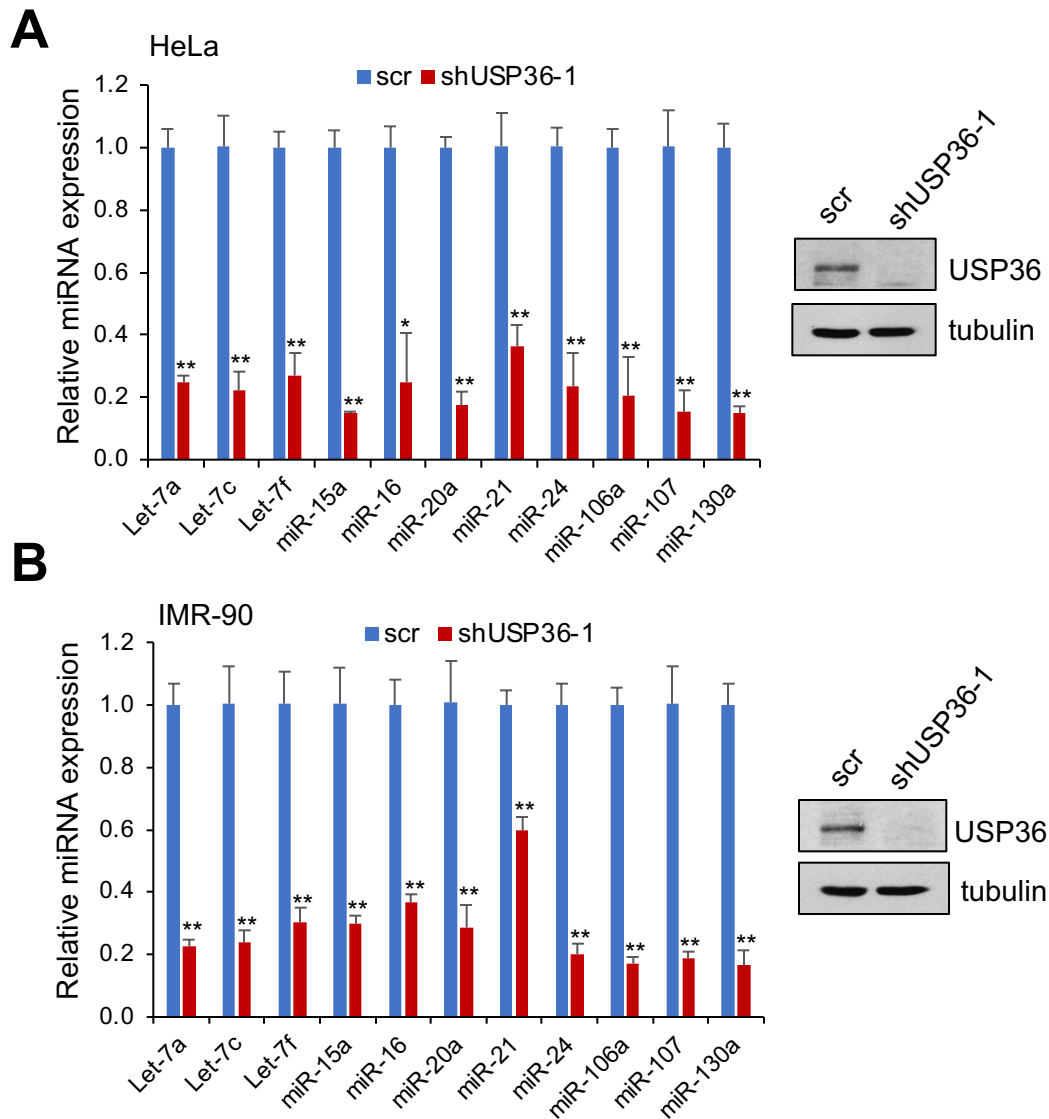 A
HeLa
scr shUSP36-1
Relative miRNA expression
1.2
1.0
0.8
0.6
0.4
0.2
0.0
** ** ** ** * ** ** ** ** ** **
Let-7a Let-7c Let-7f miR-15a miR-16 miR-20a miR-21 miR-24 miR-106a miR-107 miR-130a
scr shUSP36-1
USP36
tubulin
B
IMR-90
scr shUSP36-1
Relative miRNA expression
1.2
1.0
0.8
0.6
0.4
0.2
0.0
** ** ** ** ** ** ** ** ** ** **
Let-7a Let-7c Let-7f miR-15a miR-16 miR-20a miR-21 miR-24 miR-106a miR-107 miR-130a
scr shUSP36-1
USP36
tubulin